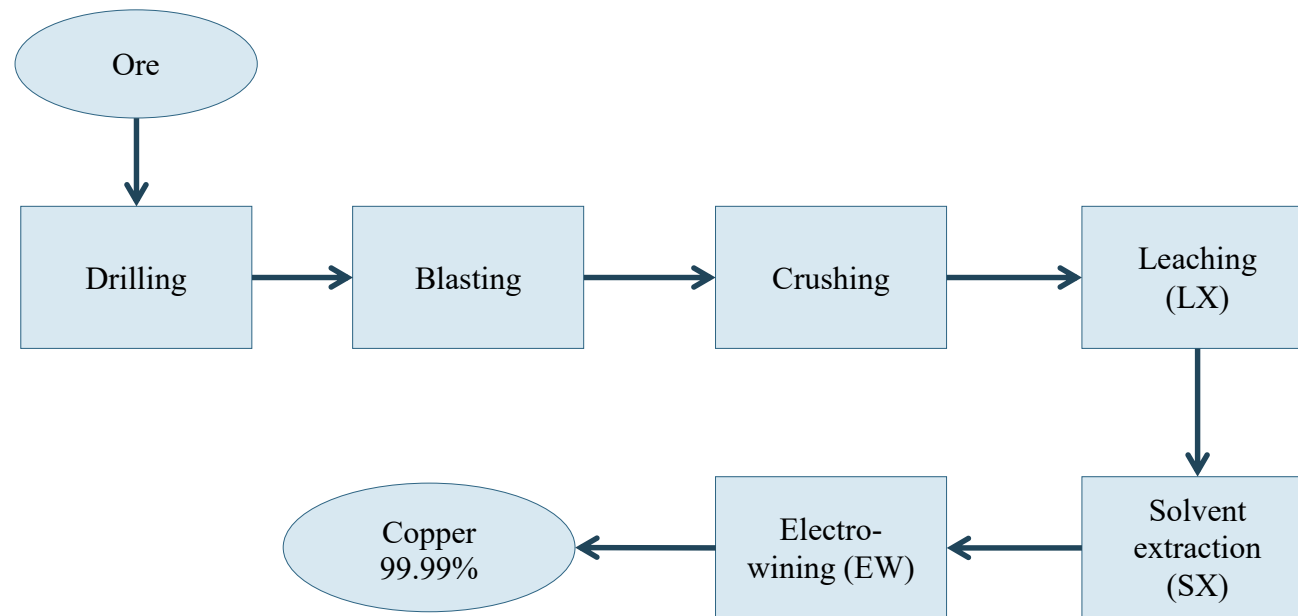 Ore
Drilling
Blasting
Crushing
Leaching
(LX)
Solvent
extraction
(SX)
Electro-
wining (EW)
Copper
99.99%